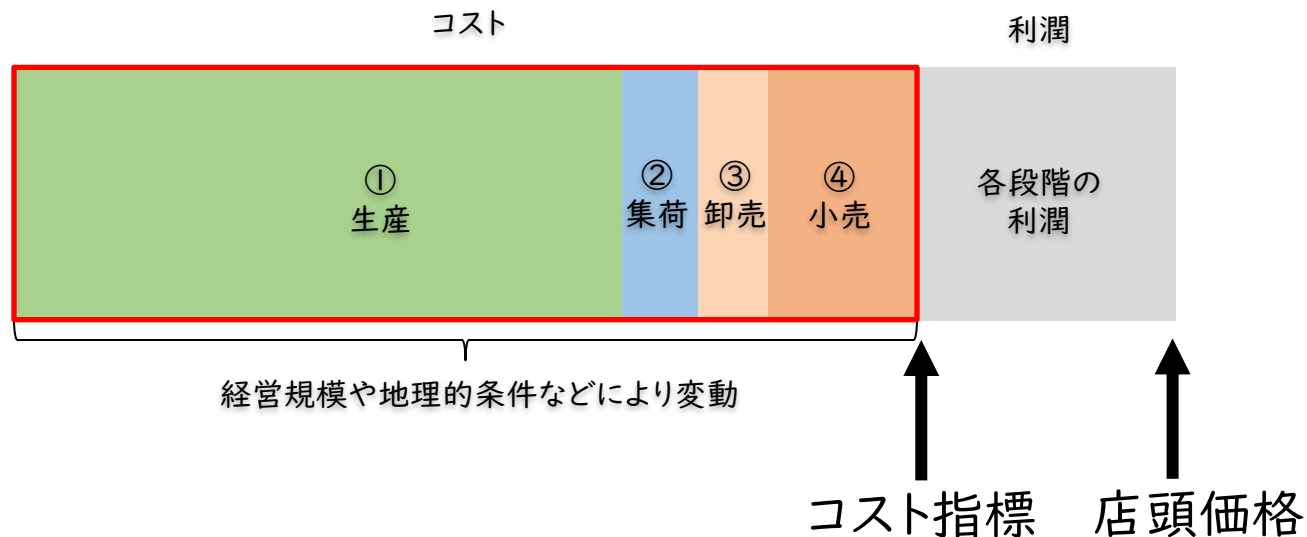 コスト
利潤
①
生産
②
集荷
③
卸売
④
小売
各段階の
利潤
経営規模や地理的条件などにより変動
コスト指標
店頭価格